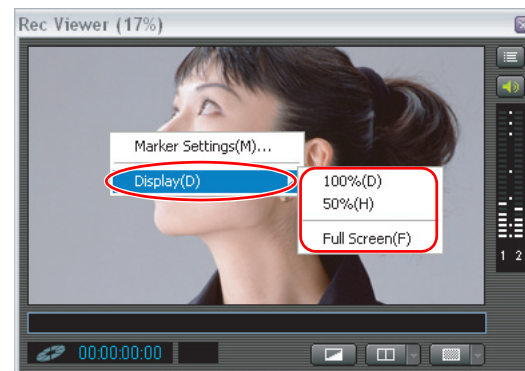 Rec Viewer (17%)
Marker Settings(M)...
Display(D)
100%(D)
50%(H)
Full Screen(F)
1 2
00:00:00:00